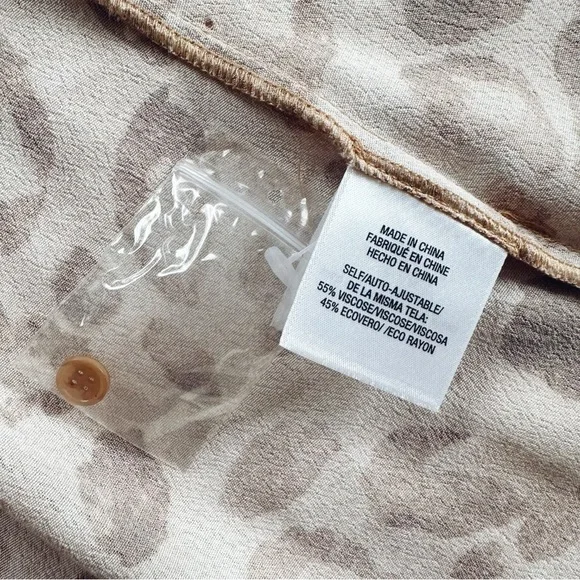 MADE IN CHINA
FABRIQUÉ EN CHINE
HECHO EN CHINA
SELF/AUTO-AJUSTABLE/
DE LA MISMA TELA:
55% VISCOSE/VISCOSE/VISCOSA
45% ECOVERO/ /ECO RAYON